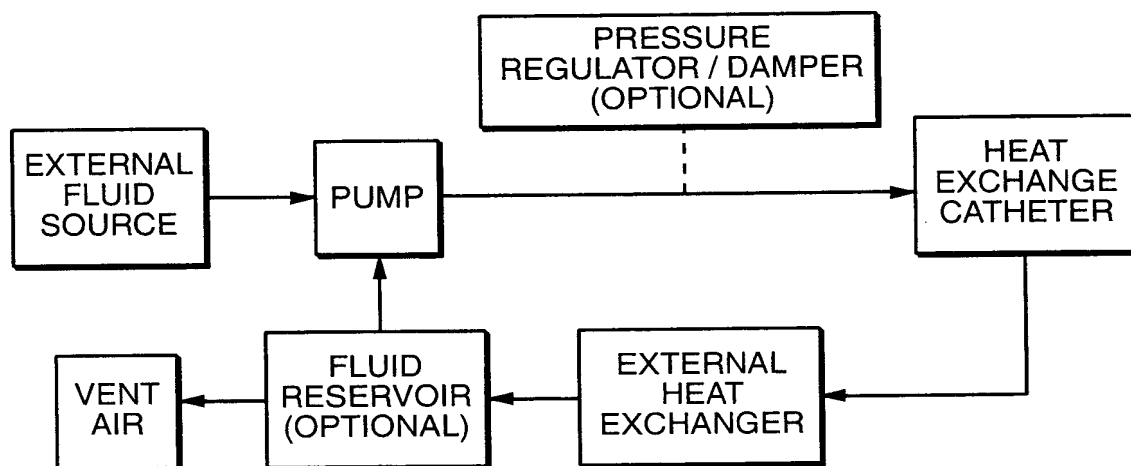 PRESSURE
REGULATOR / DAMPER
(OPTIONAL)
EXTERNAL
FLUID
SOURCE
PUMP
HEAT
EXCHANGE
CATHETER
VENT
AIR
FLUID
RESERVOIR
(OPTIONAL)
EXTERNAL
HEAT
EXCHANGER